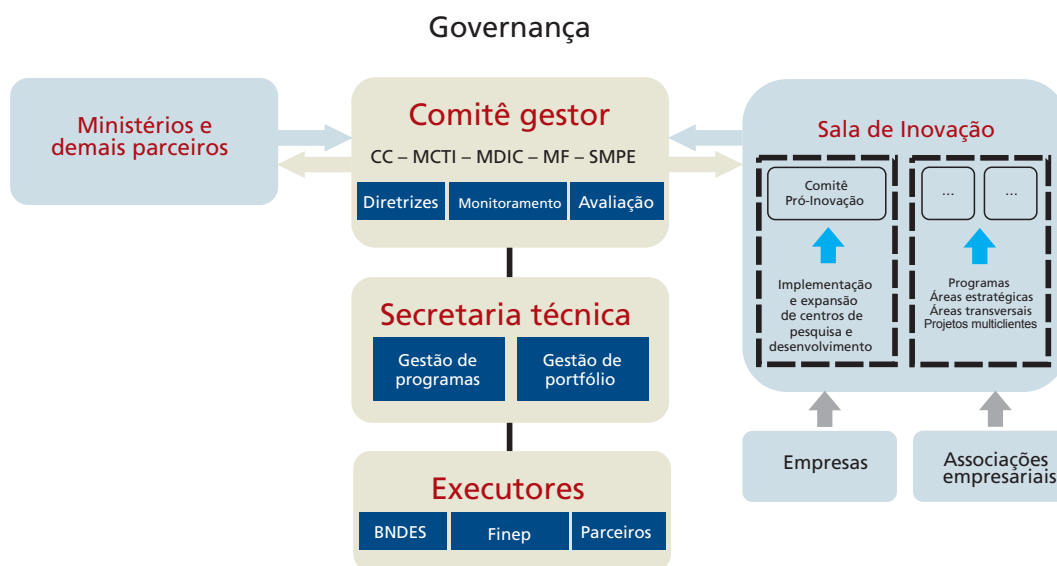 Governança
Ministérios e
demais parceiros
Comitê gestor
CC – MCTI – MDIC – MF – SMPE
Diretrizes
Monitoramento
Avaliação
Secretaria técnica
Gestão de
programas
Gestão de
portfólio
Executores
BNDES
Finep
Parceiros
Sala de Inovação
Comitê
Pró-Inovação
...
...
Implementação
e expansão
de centros de
pesquisa e
desenvolvimento
Programas
Áreas estratégicas
Áreas transversais
Projetos multiclientes
Empresas
Associações
empresariais